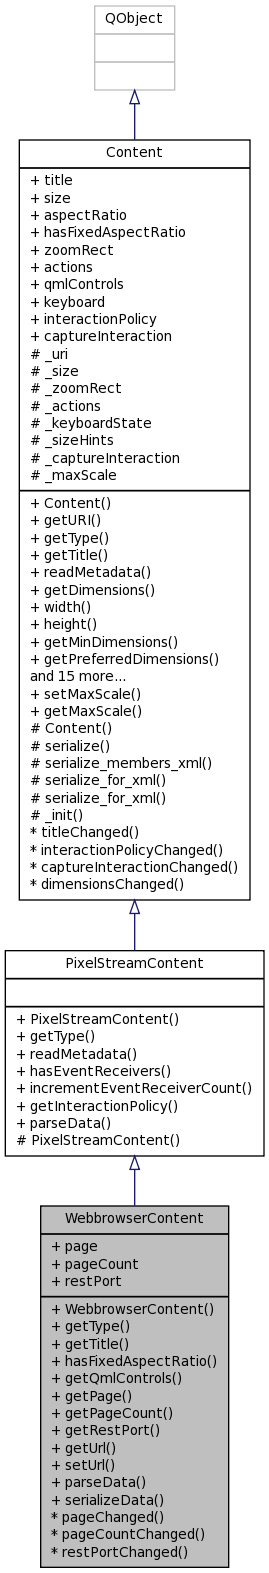 QObject
Content
+ title
+ size
+ aspectRatio
+ hasFixedAspectRatio
+ zoomRect
+ actions
+ qmlControls
+ keyboard
+ interactionPolicy
+ captureInteraction
# _uri
# _size
# _zoomRect
# _actions
# _keyboardState
# _sizeHints
# _captureInteraction
# _maxScale
+ Content()
+ getURI()
+ getType()
+ getTitle()
+ readMetadata()
+ getDimensions()
+ width()
+ height()
+ getMinDimensions()
+ getPreferredDimensions()
and 15 more...
+ setMaxScale()
+ getMaxScale()
# Content()
# serialize()
# serialize_members_xml()
# serialize_for_xml()
# serialize_for_xml()
# _init()
* titleChanged()
* interactionPolicyChanged()
* captureInteractionChanged()
* dimensionsChanged()
PixelStreamContent
+ PixelStreamContent()
+ getType()
+ readMetadata()
+ hasEventReceivers()
+ incrementEventReceiverCount()
+ getInteractionPolicy()
+ parseData()
# PixelStreamContent()
WebbrowserContent
+ page
+ pageCount
+ restPort
+ WebbrowserContent()
+ getType()
+ getTitle()
+ hasFixedAspectRatio()
+ getQmlControls()
+ getPage()
+ getPageCount()
+ getRestPort()
+ getUrl()
+ setUrl()
+ parseData()
+ serializeData()
* pageChanged()
* pageCountChanged()
* restPortChanged()